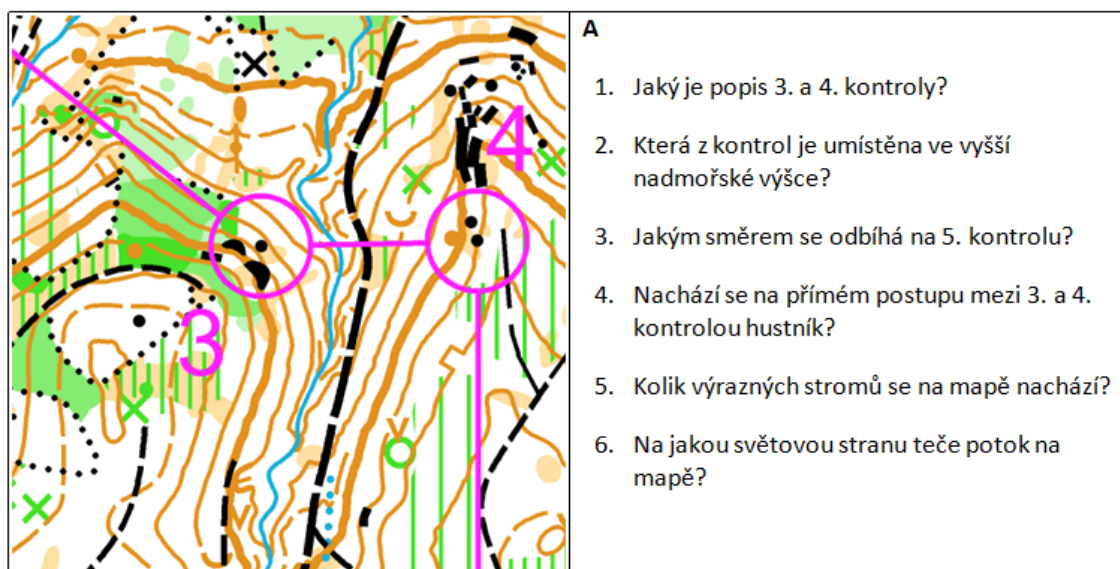 A
1. Jaký je popis 3. a 4. kontroly?
2. Která z kontrol je umístěna ve vyšší
nadmořské výšce?
3. Jakým směrem se odbíhá na 5. kontrolu?
4. Nachází se na přímém postupu mezi 3. a 4.
kontrolou hustník?
5. Kolik výrazných stromů se na mapě nachází?
6. Na jakou světovou stranu teče potok na
mapě?
4
3